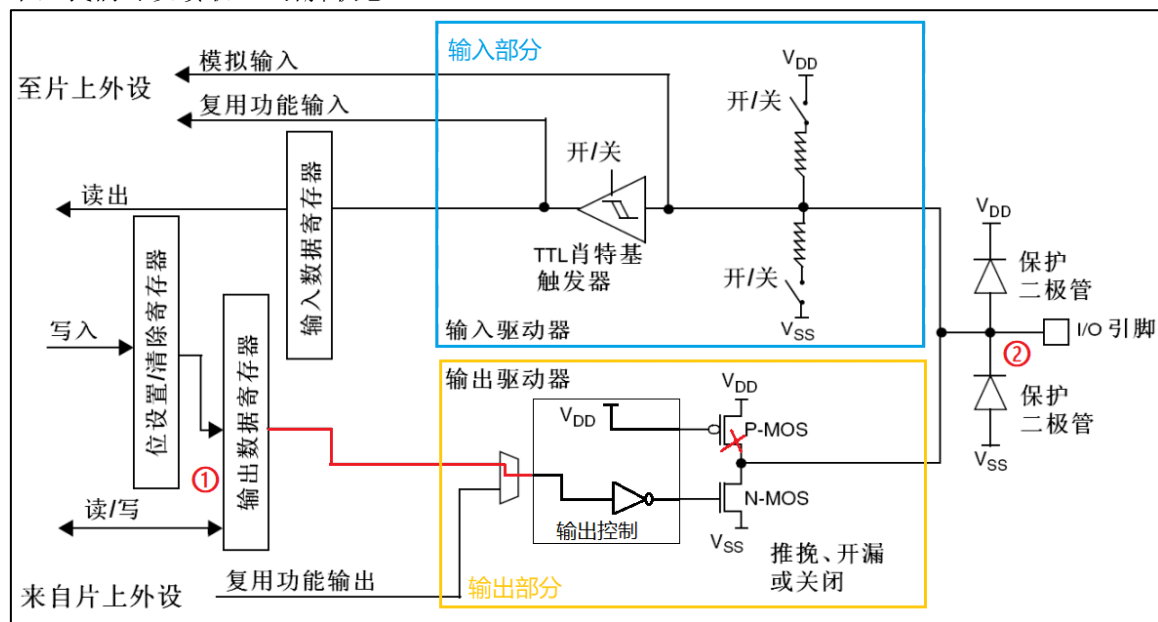 输入部分
模拟输入
V_DD
至片上外设
开/关
复用功能输入
开/关
输入数据寄存器
读出
V_DD
TTL肖特基
触发器
保护
二极管
开/关
位设置/清除寄存器
写入
输入驱动器
V_SS
I/O 引脚
②
输出数据寄存器
输出驱动器
V_DD
V_DD
P-MOS
保护
二极管
①
V_SS
N-MOS
读/写
输出控制
V_SS
推挽、开漏
或关闭
复用功能输出
来自片上外设
输出部分